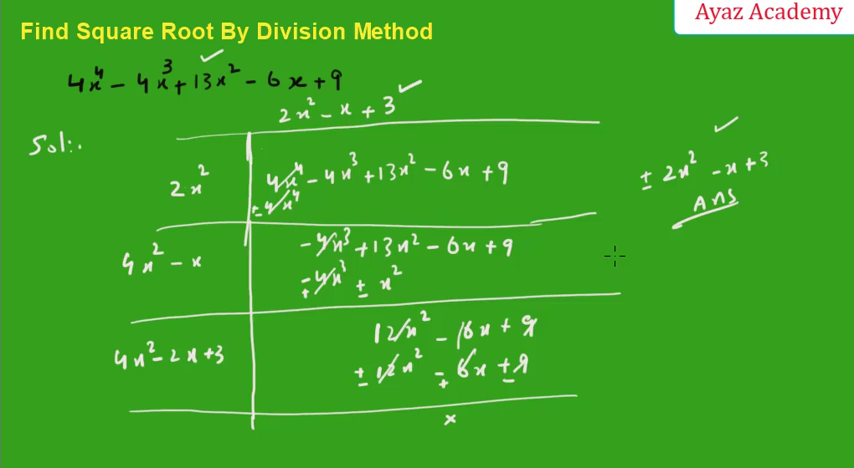 Ayaz Academy
Find Square Root By Division Method
4x⁴ - 4x³ + 13x² - 6x + 9
2x² - x + 3
Sol:.
2x²
4x⁴ - 4x³ + 13x² - 6x + 9
± 4x⁴
± 2x² - x + 3
Ans
4x² - x
- 4x³ + 13x² - 6x + 9
∓ 4x³ ± x²
4x² - 2x + 3
12x² - 6x + 9
± 12x² ∓ 6x ± 9
x